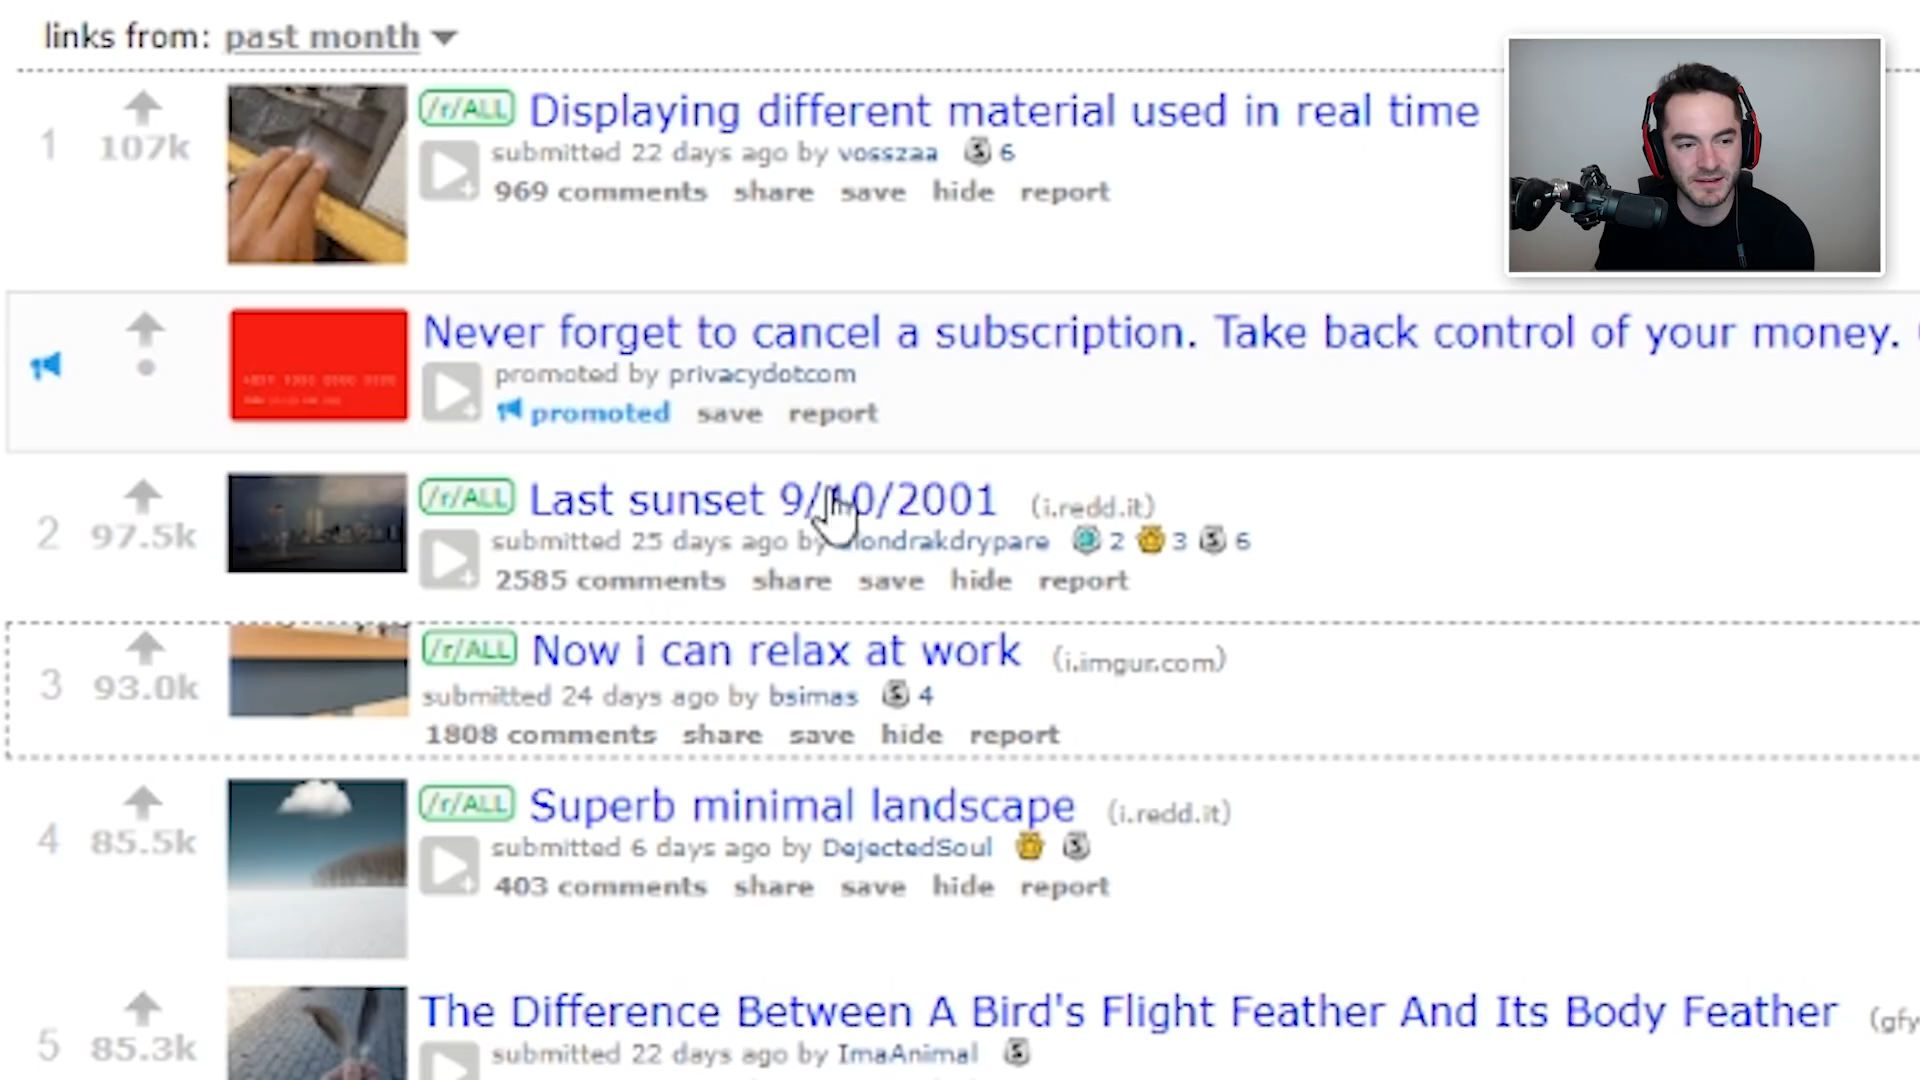 links from: past month
1
107k
/r/ALL Displaying different material used in real time
submitted 22 days ago by vosszaa 6
969 comments share save hide report
Never forget to cancel a subscription. Take back control of your money.
promoted by privacydotcom
promoted save report
2
97.5k
/r/ALL Last sunset 9/10/2001 (i.redd.it)
submitted 25 days ago by 2 3 6
2585 comments share save hide report
3
93.0k
/r/ALL Now i can relax at work (i.imgur.com)
submitted 24 days ago by bsimas 4
1808 comments share save hide report
4
85.5k
/r/ALL Superb minimal landscape (i.redd.it)
submitted 6 days ago by DejectedSoul
403 comments share save hide report
5
85.3k
The Difference Between A Bird's Flight Feather And Its Body Feather (gfy
submitted 22 days ago by ImaAnimal